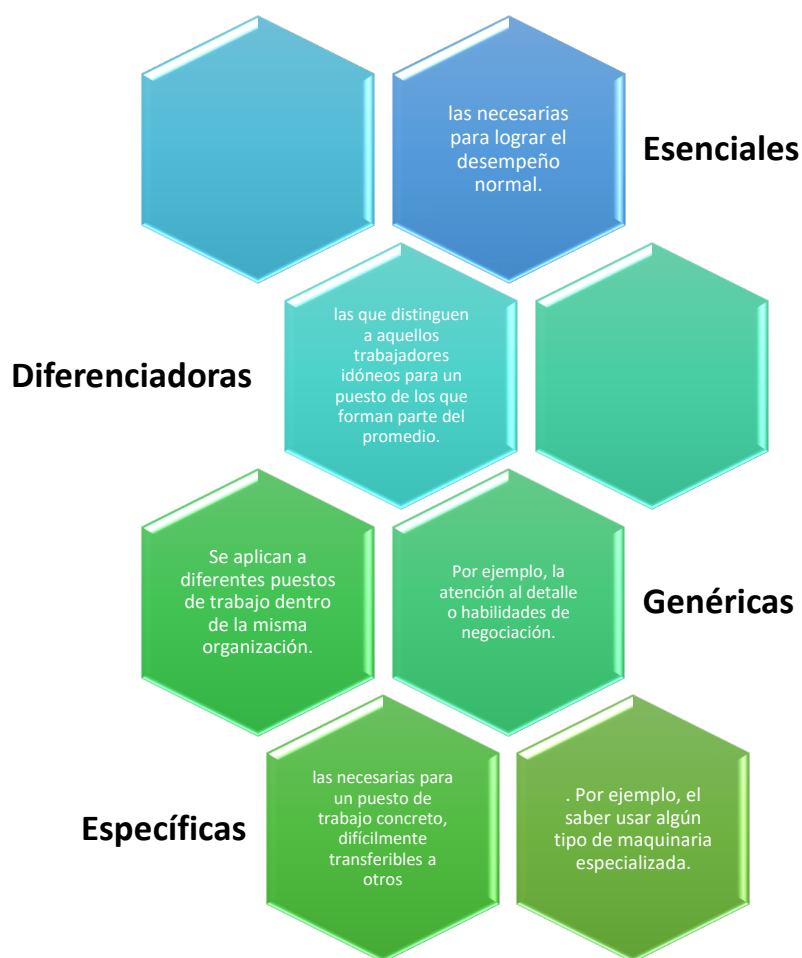 las necesarias
para lograr el
desempeño
normal.
Esenciales
Diferenciadoras
las que distinguen
a aquellos
trabajadores
idóneos para un
puesto de los que
forman parte del
promedio.
Se aplican a
diferentes puestos
de trabajo dentro
de la misma
organización.
Por ejemplo, la
atención al detalle
o habilidades de
negociación.
Genéricas
Específicas
las necesarias para
un puesto de
trabajo concreto,
difícilmente
transferibles a
otros
. Por ejemplo, el
saber usar algún
tipo de maquinaria
especializada.